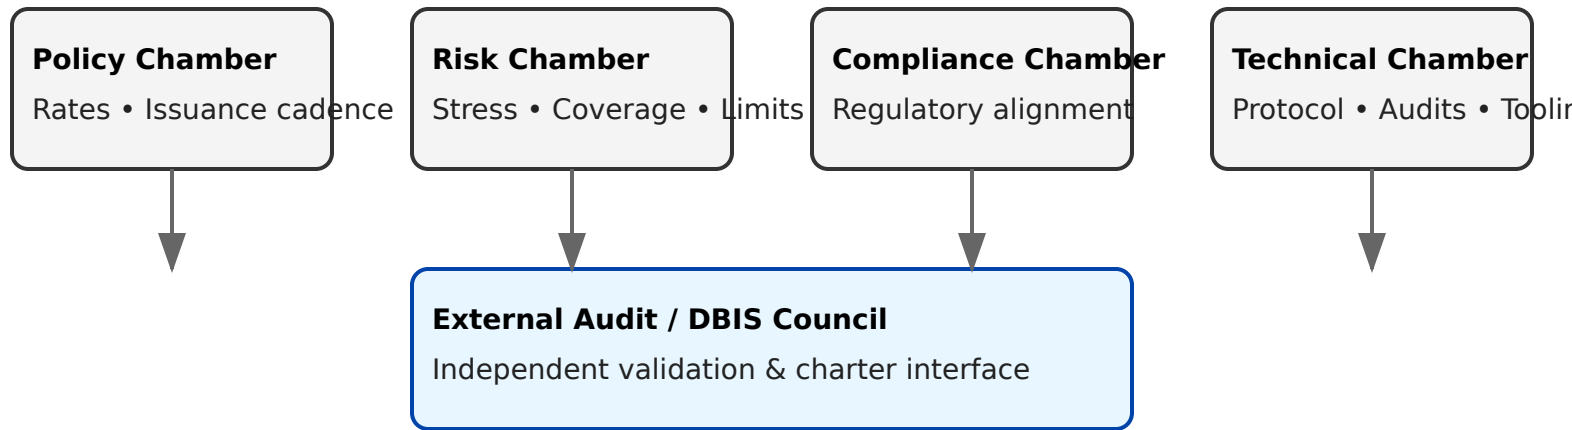 Policy Chamber
Rates • Issuance cadence
Risk Chamber
Stress • Coverage • Limits
Compliance Chamber
Regulatory alignment
Technical Chamber
Protocol • Audits •
External Audit / DBIS Council
Independent validation & charter interface